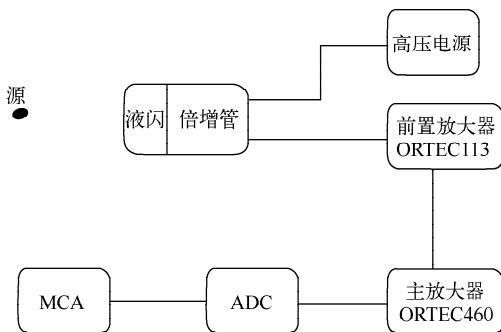 高压电源
源
液闪 倍增管
前置放大器
ORTEC113
MCA
ADC
主放大器
ORTEC460